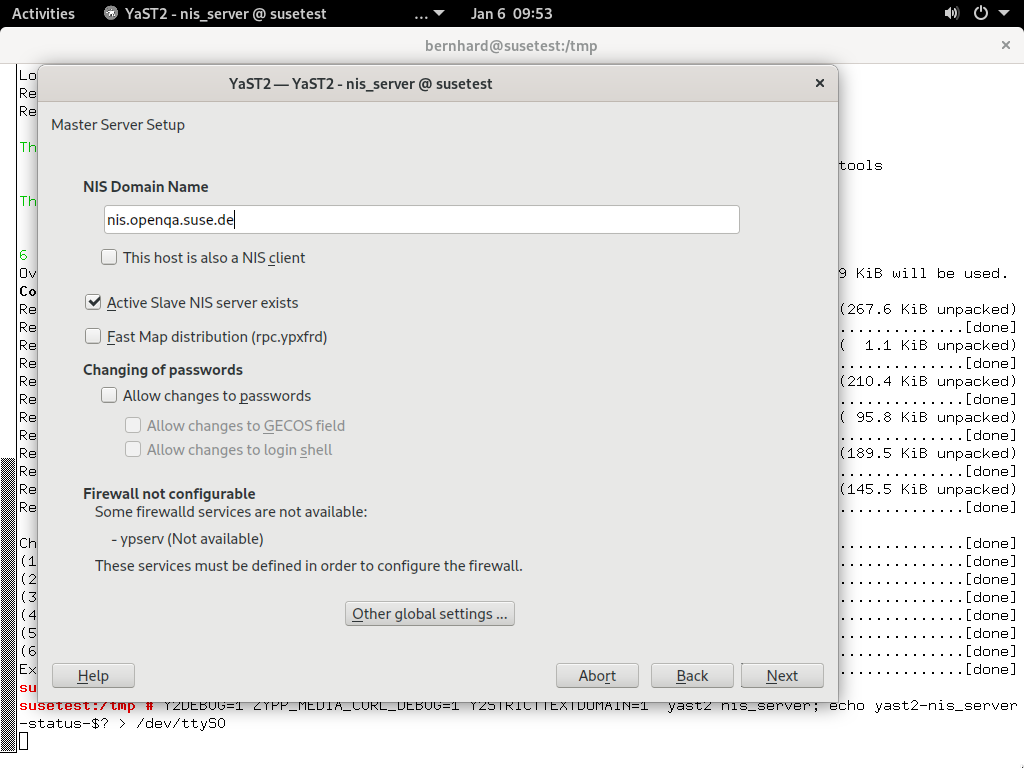 Activities YaST2 - nis_server @ susetest ... Jan 6 09:53
bernhard@susetest:/tmp
YaST2 — YaST2 - nis_server @ susetest
Master Server Setup
NIS Domain Name
nis.openqa.suse.de
This host is also a NIS client
Active Slave NIS server exists
Fast Map distribution (rpc.ypxfrd)
Changing of passwords
Allow changes to passwords
Allow changes to GECOS field
Allow changes to login shell
Firewall not configurable
Some firewalld services are not available:
- ypserv (Not available)
These services must be defined in order to configure the firewall.
Other global settings ...
Help Abort Back Next
Lo
Re
Re
Th
tools
Th
6
Ov 9 KiB will be used.
Co
Re (267.6 KiB unpacked)
Re ..............[done]
Re ( 1.1 KiB unpacked)
Re ..............[done]
Re (210.4 KiB unpacked)
Re ..............[done]
Re ( 95.8 KiB unpacked)
Re ..............[done]
Re (189.5 KiB unpacked)
Re ..............[done]
Re (145.5 KiB unpacked)
Re ..............[done]
Ch ..............[done]
(1 ..............[done]
(2 ..............[done]
(3 ..............[done]
(4 ..............[done]
(5 ..............[done]
(6 ..............[done]
Ex ..............[done]
su
susetest:/tmp # Y2DEBUG=1 ZYPP_MEDIA_CURL_DEBUG=1 Y2STRICTTEXTDOMAIN=1 yast2 nis_server; echo yast2-nis_server
-status-$? > /dev/ttyS0